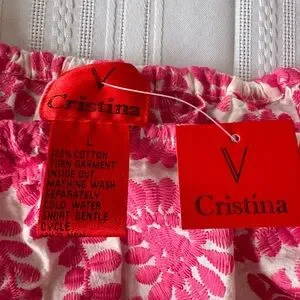 V
Cristina
L
100% COTTON
TURN GARMENT
INSIDE OUT
MACHINE WASH
SEPARATELY
COLD WATER
SHORT GENTLE
CYCLE.
V
Cristina